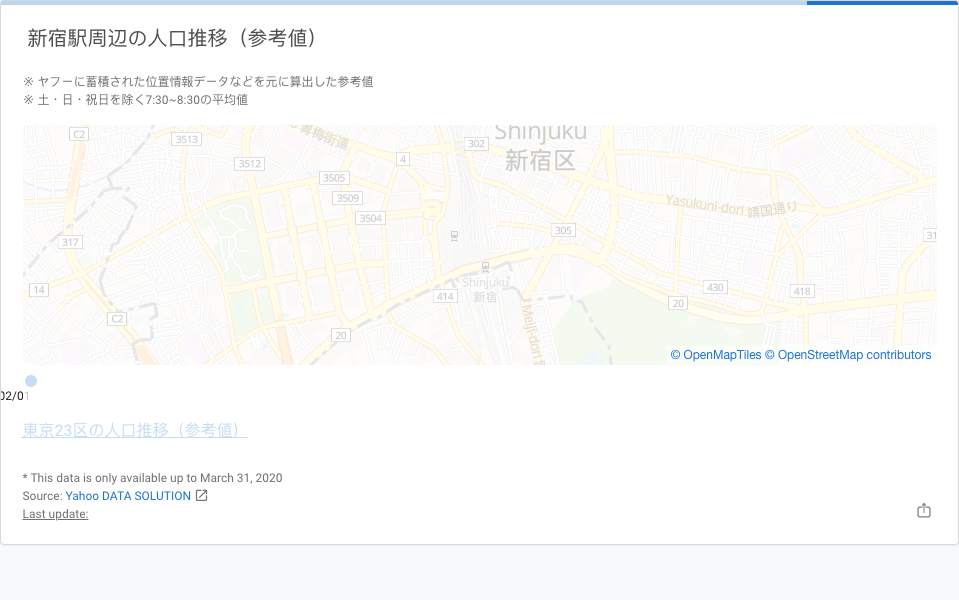 新宿駅周辺の人口推移（参考値）
※ ヤフーに蓄積された位置情報データなどを元に算出した参考値
※ 土・日・祝日を除く7:30~8:30の平均値
C2
3513
青梅街道
302
Shinjuku
新宿区
4
3512
3505
3509
3504
Yasukuni-dori 靖国通り
305
31
317
Shinjuku
新宿
14
414
430
418
20
C2
20
Meiji-dori
© OpenMapTiles © OpenStreetMap contributors
02/01
東京23区の人口推移（参考値）
* This data is only available up to March 31, 2020
Source: Yahoo DATA SOLUTION
Last update: